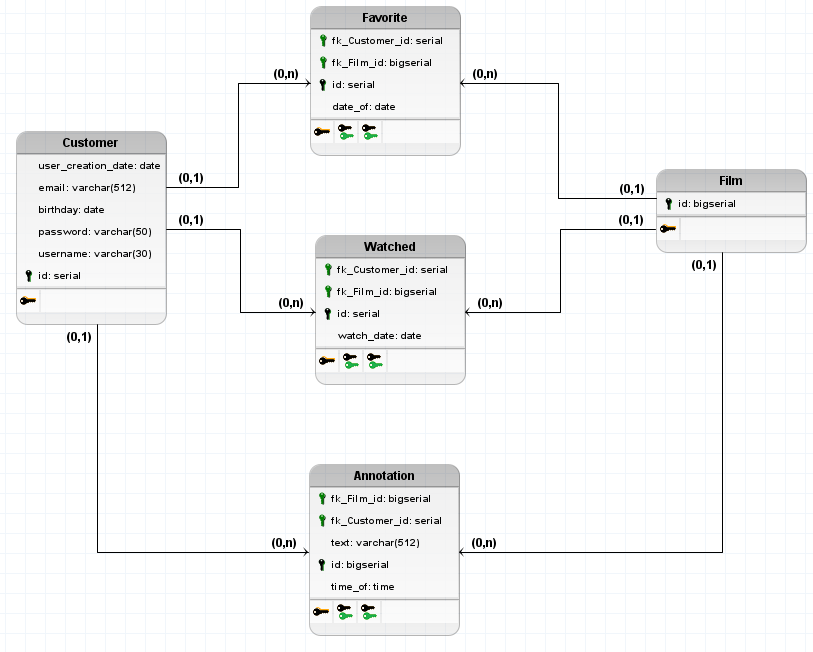 Favorite
fk_Customer_id: serial
fk_Film_id: bigserial
id: serial
date_of: date
(0,n)
(0,n)
Customer
user_creation_date: date
email: varchar(512)
birthday: date
password: varchar(50)
username: varchar(30)
id: serial
(0,1)
(0,1)
(0,1)
Film
id: bigserial
(0,1)
(0,1)
(0,1)
Watched
fk_Customer_id: serial
fk_Film_id: bigserial
id: serial
watch_date: date
(0,n)
(0,n)
Annotation
fk_Film_id: bigserial
fk_Customer_id: serial
text: varchar(512)
id: bigserial
time_of: time
(0,n)
(0,n)